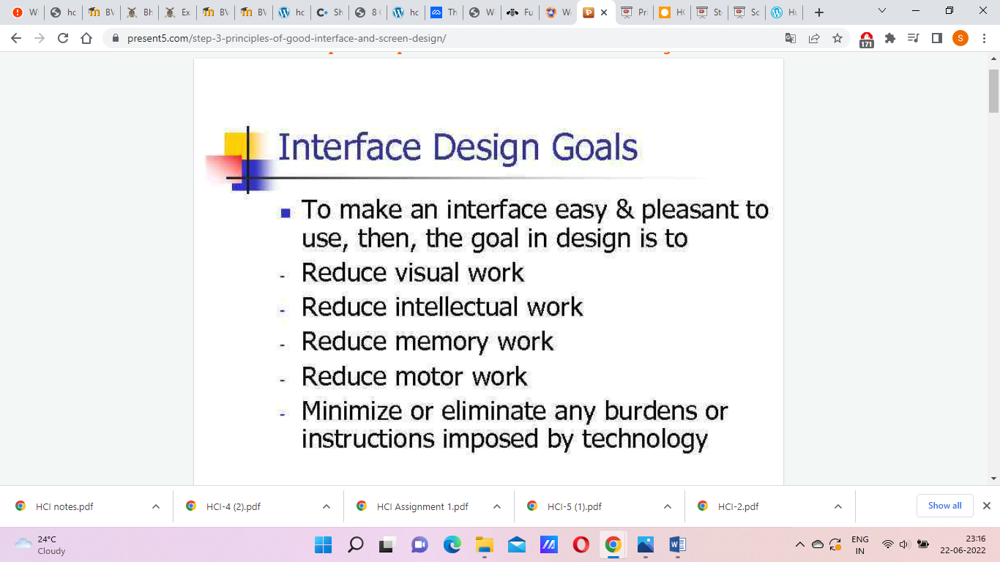 W
hc
BV
Bh
Ex
BV
BV
hc
Sh
8 (
hc
Th
W
Fu
W
Pri
HC
St
Sc
Hu
present5.com/step-3-principles-of-good-interface-and-screen-design/
171
S
Interface Design Goals
To make an interface easy & pleasant to
use, then, the goal in design is to
- Reduce visual work
- Reduce intellectual work
- Reduce memory work
- Reduce motor work
- Minimize or eliminate any burdens or
instructions imposed by technology
HCI notes.pdf
HCI-4 (2).pdf
HCI Assignment 1.pdf
HCI-5 (1).pdf
HCI-2.pdf
Show all
24°C
Cloudy
ENG
IN
23:16
22-06-2022